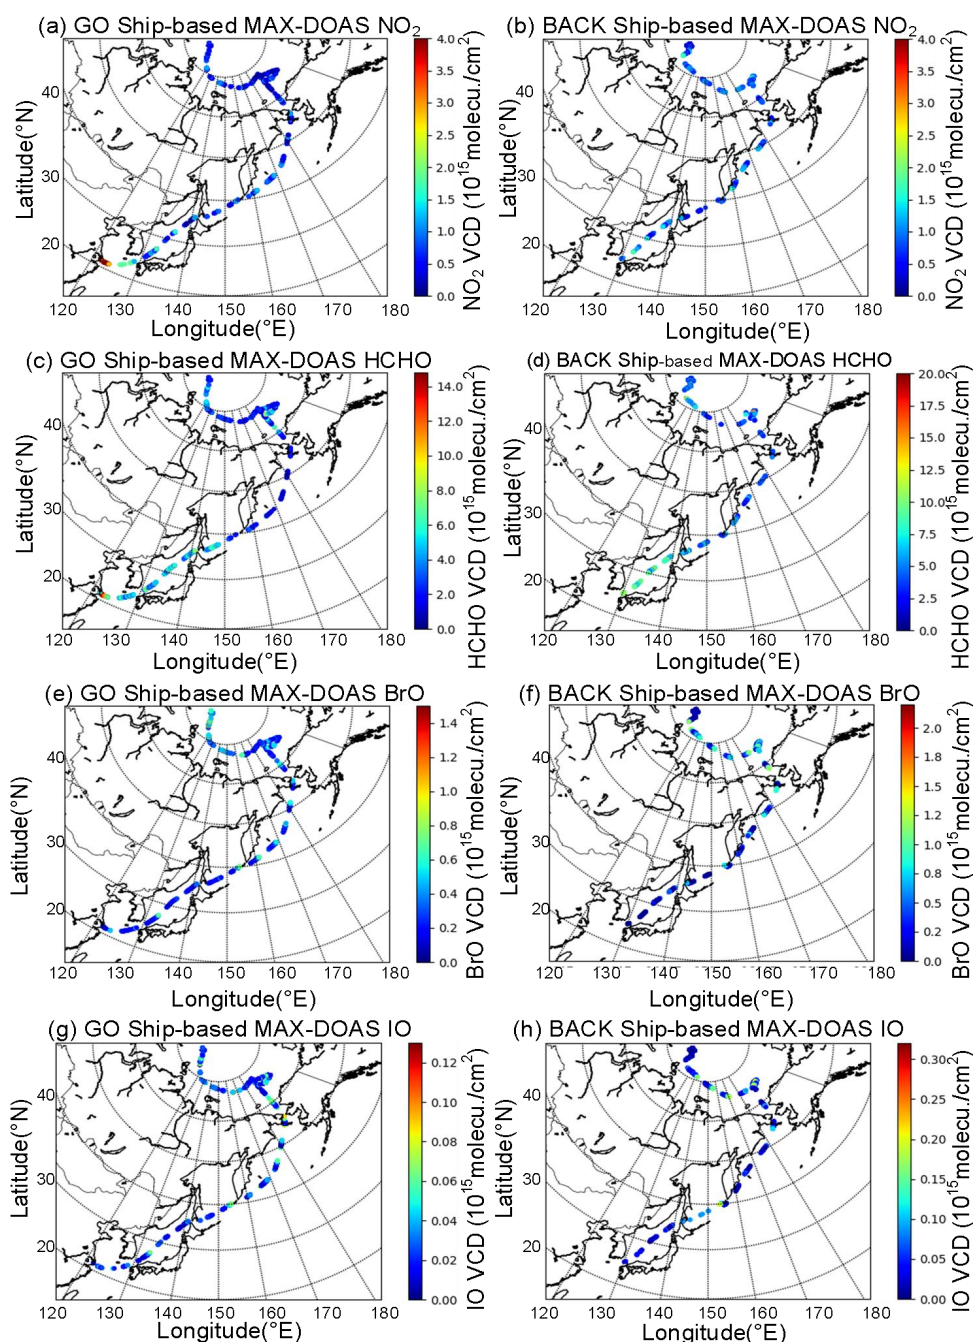 (a) GO Ship-based MAX-DOAS NO2
(b) BACK Ship-based MAX-DOAS NO2
Latitude(°N)
40
30
20
120 130 140 150 160 170 180
Longitude(°E)
4.0
3.5
3.0
2.5
2.0
1.5
1.0
0.5
0.0
NO2 VCD (10^15molecu./cm^2)
Latitude(°N)
40
30
20
120 130 140 150 160 170 180
Longitude(°E)
4.0
3.5
3.0
2.5
2.0
1.5
1.0
0.5
0.0
NO2 VCD (10^15molecu./cm^2)
(c) GO Ship-based MAX-DOAS HCHO
(d) BACK Ship-based MAX-DOAS HCHO
Latitude(°N)
40
30
20
120 130 140 150 160 170 180
Longitude(°E)
14.0
12.0
10.0
8.0
6.0
4.0
2.0
0.0
HCHO VCD (10^15molecu./cm^2)
Latitude(°N)
40
30
20
120 130 140 150 160 170 180
Longitude(°E)
20.0
17.5
15.0
12.5
10.0
7.5
5.0
2.5
0.0
HCHO VCD (10^15molecu./cm^2)
(e) GO Ship-based MAX-DOAS BrO
(f) BACK Ship-based MAX-DOAS BrO
Latitude(°N)
40
30
20
120 130 140 150 160 170 180
Longitude(°E)
1.4
1.2
1.0
0.8
0.6
0.4
0.2
0.0
BrO VCD (10^15molecu./cm^2)
Latitude(°N)
40
30
20
120 130 140 150 160 170 180
Longitude(°E)
2.0
1.8
1.5
1.2
1.0
0.8
0.5
0.2
0.0
BrO VCD (10^15molecu./cm^2)
(g) GO Ship-based MAX-DOAS IO
(h) BACK Ship-based MAX-DOAS IO
Latitude(°N)
40
30
20
120 130 140 150 160 170 180
Longitude(°E)
0.12
0.10
0.08
0.06
0.04
0.02
0.00
IO VCD (10^15molecu./cm^2)
Latitude(°N)
40
30
20
120 130 140 150 160 170 180
Longitude(°E)
0.30
0.25
0.20
0.15
0.10
0.05
0.00
IO VCD (10^15molecu./cm^2)